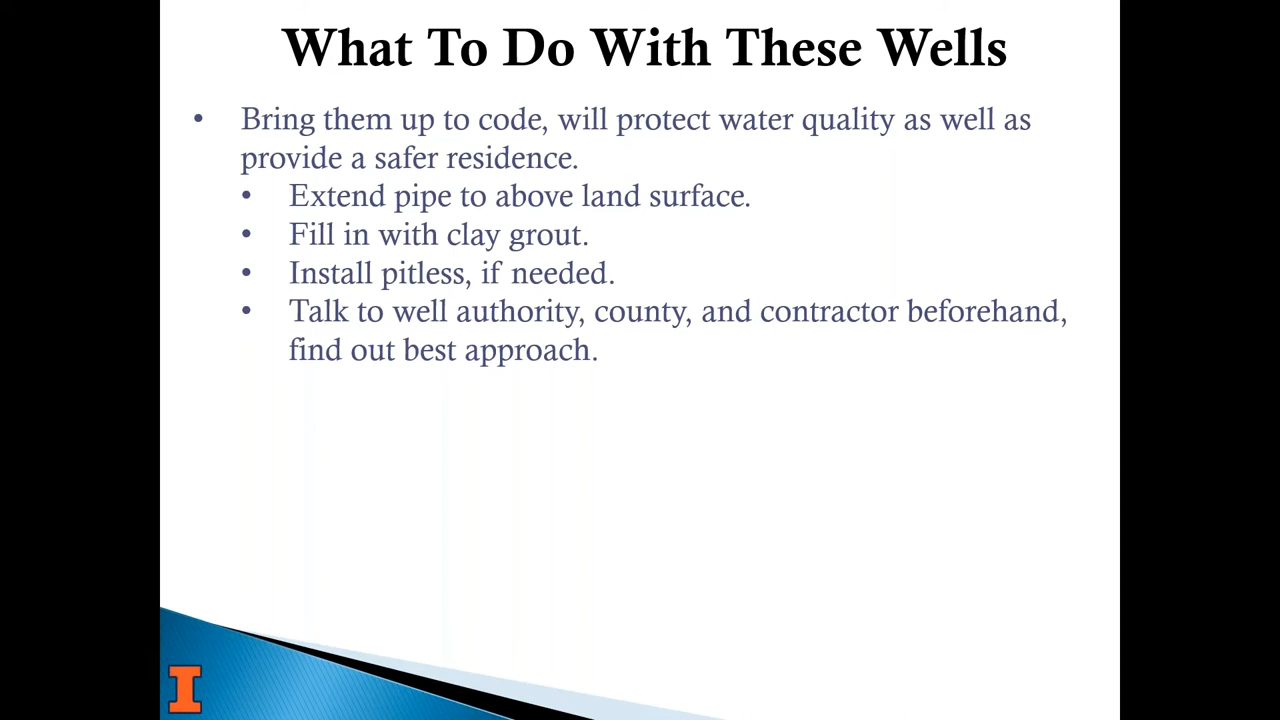 What To Do With These Wells
• Bring them up to code, will protect water quality as well as
provide a safer residence.
• Extend pipe to above land surface.
• Fill in with clay grout.
• Install pitless, if needed.
• Talk to well authority, county, and contractor beforehand,
find out best approach.
I